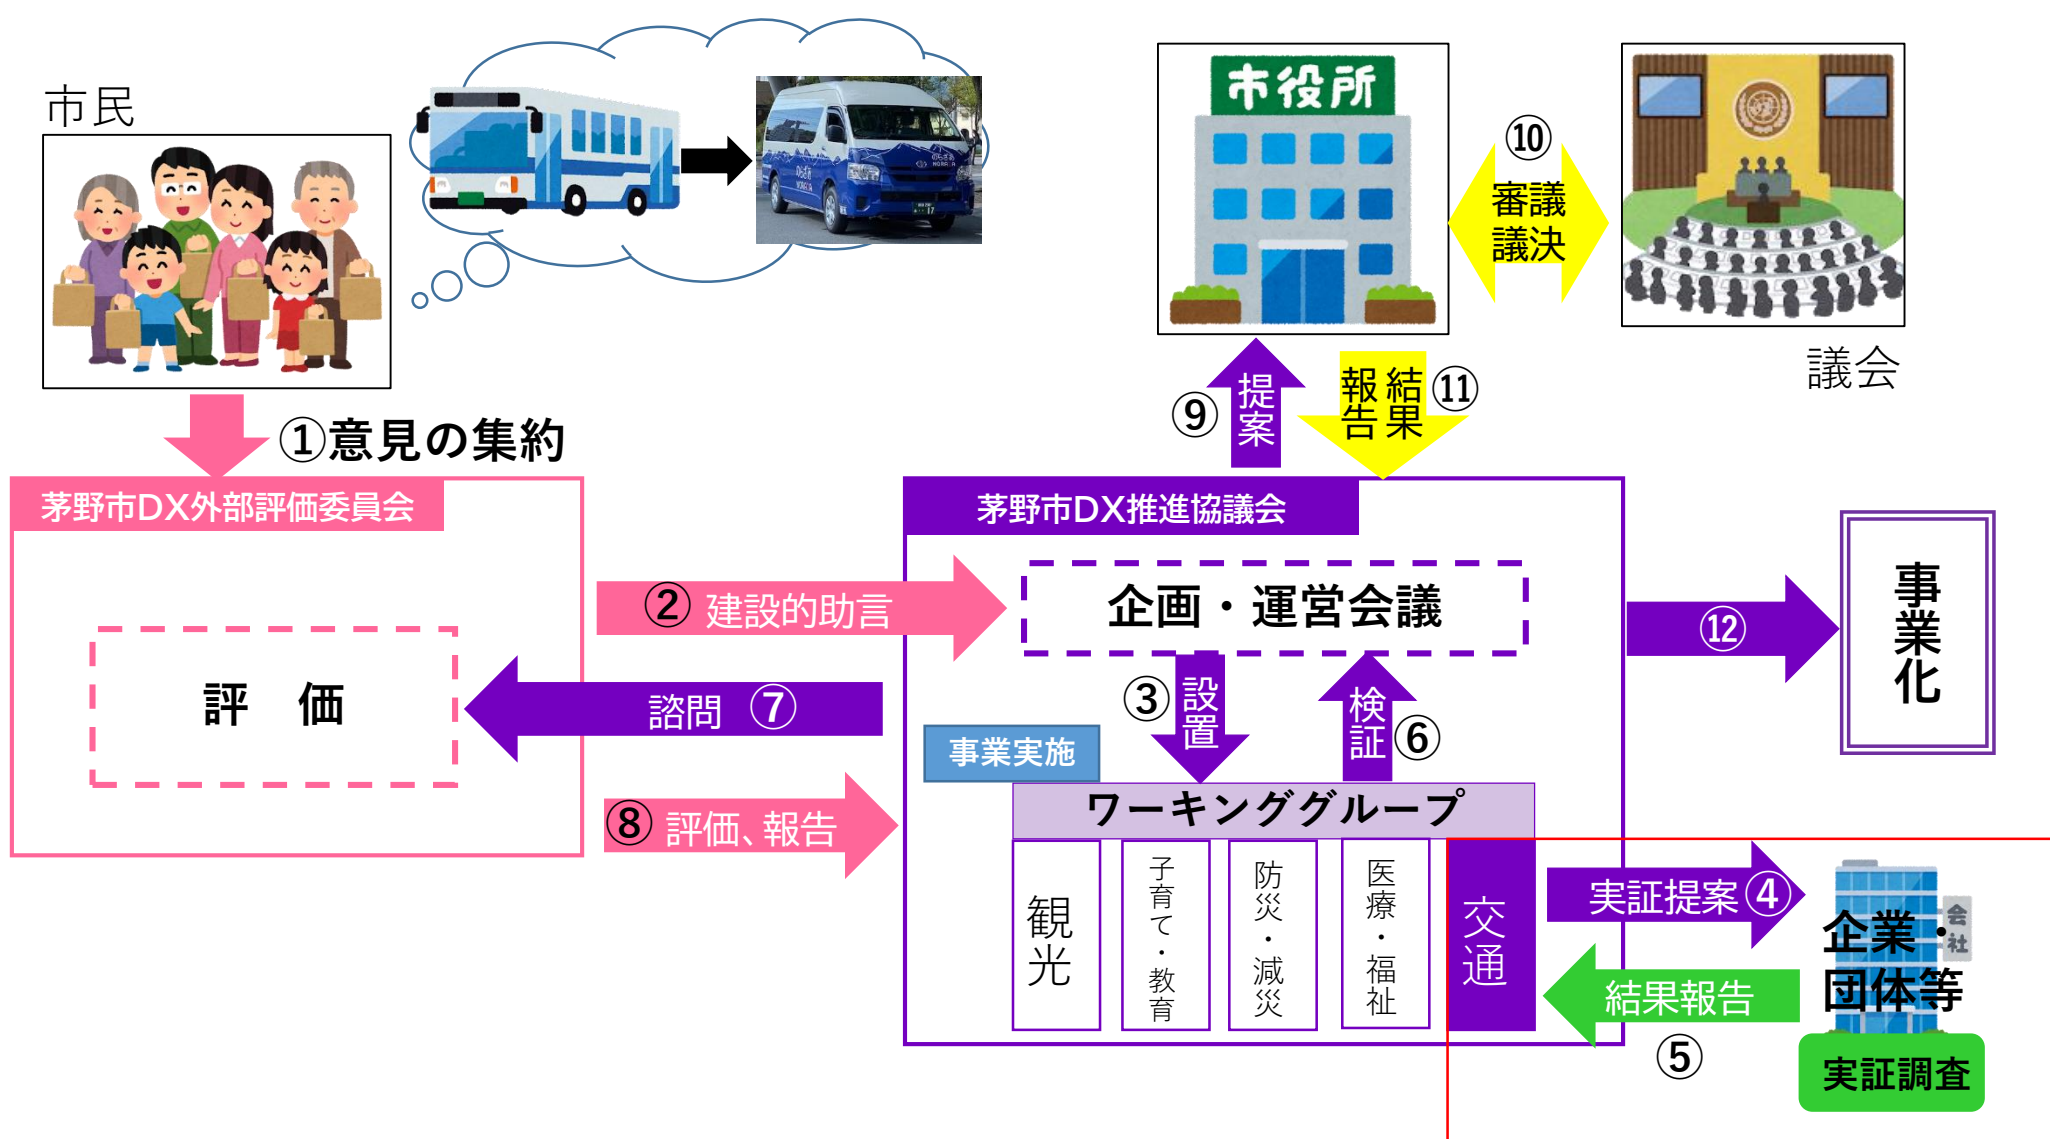 市民
市役所
⑩
審議
議決
議会
①意見の集約
⑨
提案
結果
報告
⑪
茅野市DX外部評価委員会
評　価
② 建設的助言
諮問 ⑦
⑧ 評価、報告
茅野市DX推進協議会
企画・運営会議
③
設置
検証
⑥
事業実施
ワーキンググループ
観光
子育て・教育
防災・減災
医療・福祉
交通
⑫
事業化
実証提案④
会社
企業・
団体等
結果報告
⑤
実証調査